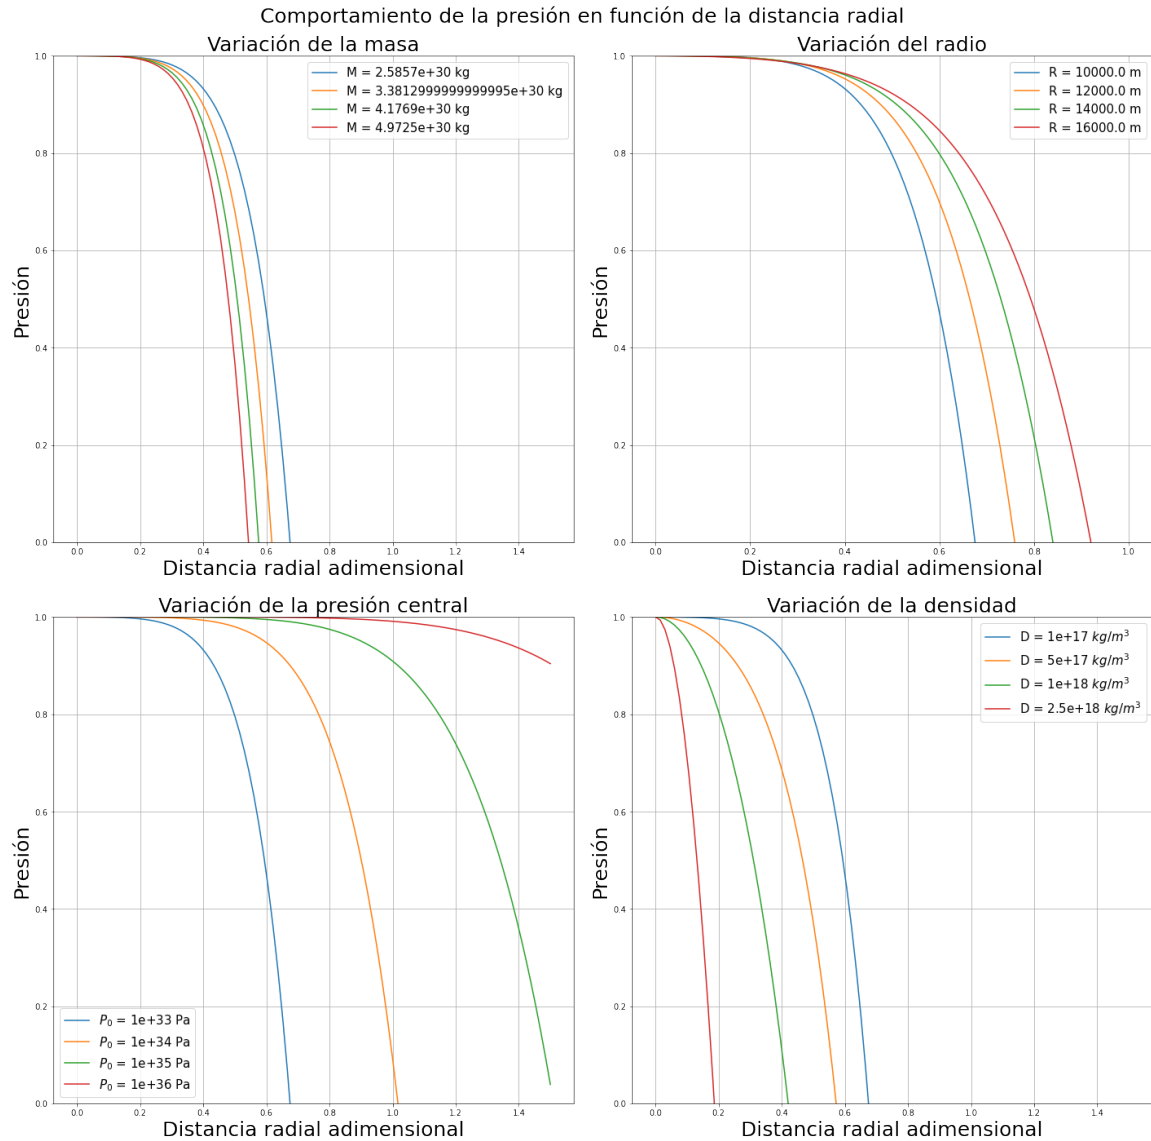 Comportamiento de la presión en función de la distancia radial
Variación de la masa
M = 2.5857e+30 kg
M = 3.3812999999999995e+30 kg
M = 4.1769e+30 kg
M = 4.9725e+30 kg
1.0
0.8
0.6
0.4
0.2
0.0
Presión
0.0 0.2 0.4 0.6 0.8 1.0 1.2 1.4
Distancia radial adimensional
Variación del radio
R = 10000.0 m
R = 12000.0 m
R = 14000.0 m
R = 16000.0 m
1.0
0.8
0.6
0.4
0.2
0.0
Presión
0.0 0.2 0.4 0.6 0.8 1.0
Distancia radial adimensional
Variación de la presión central
1.0
0.8
0.6
0.4
0.2
0.0
Presión
P₀ = 1e+33 Pa
P₀ = 1e+34 Pa
P₀ = 1e+35 Pa
P₀ = 1e+36 Pa
0.0 0.2 0.4 0.6 0.8 1.0 1.2 1.4
Distancia radial adimensional
Variación de la densidad
D = 1e+17 kg/m³
D = 5e+17 kg/m³
D = 1e+18 kg/m³
D = 2.5e+18 kg/m³
1.0
0.8
0.6
0.4
0.2
0.0
Presión
0.0 0.2 0.4 0.6 0.8 1.0 1.2 1.4
Distancia radial adimensional